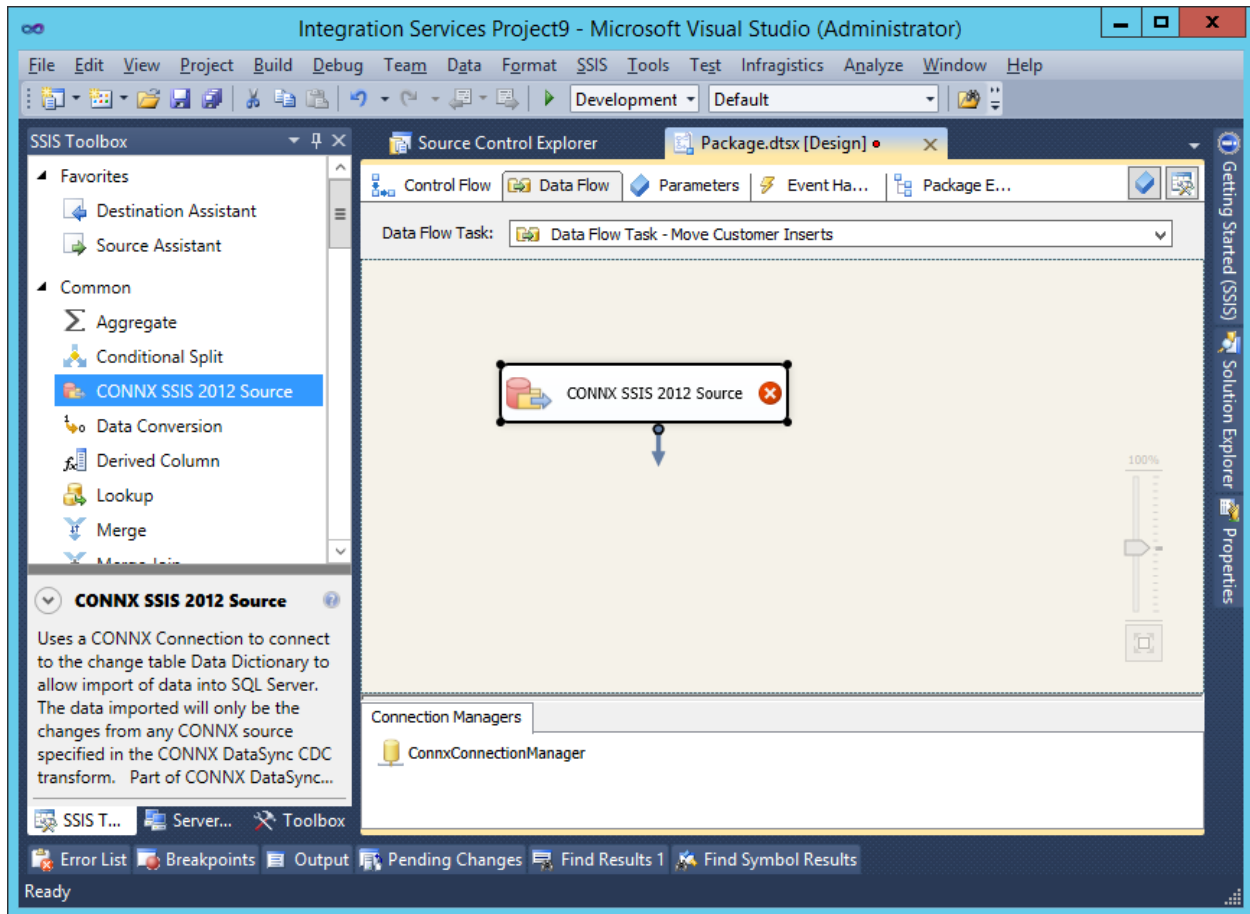 Integration Services Project9 - Microsoft Visual Studio (Administrator)
File Edit View Project Build Debug Team Data Format SSIS Tools Test Infragistics Analyze Window Help
Development Default
SSIS Toolbox
Source Control Explorer
Package.dtsx [Design]
Favorites
Destination Assistant
Source Assistant
Common
Aggregate
Conditional Split
CONNX SSIS 2012 Source
Data Conversion
Derived Column
Lookup
Merge
Merge Join
Control Flow
Data Flow
Parameters
Event Ha...
Package E...
Data Flow Task: Data Flow Task - Move Customer Inserts
CONNX SSIS 2012 Source
100%
CONNX SSIS 2012 Source
Uses a CONNX Connection to connect
to the change table Data Dictionary to
allow import of data into SQL Server.
The data imported will only be the
changes from any CONNX source
specified in the CONNX DataSync CDC
transform. Part of CONNX DataSync...
Connection Managers
ConnxConnectionManager
SSIS T... Server... Toolbox
Getting Started (SSIS)
Solution Explorer
Properties
Error List Breakpoints Output Pending Changes Find Results 1 Find Symbol Results
Ready